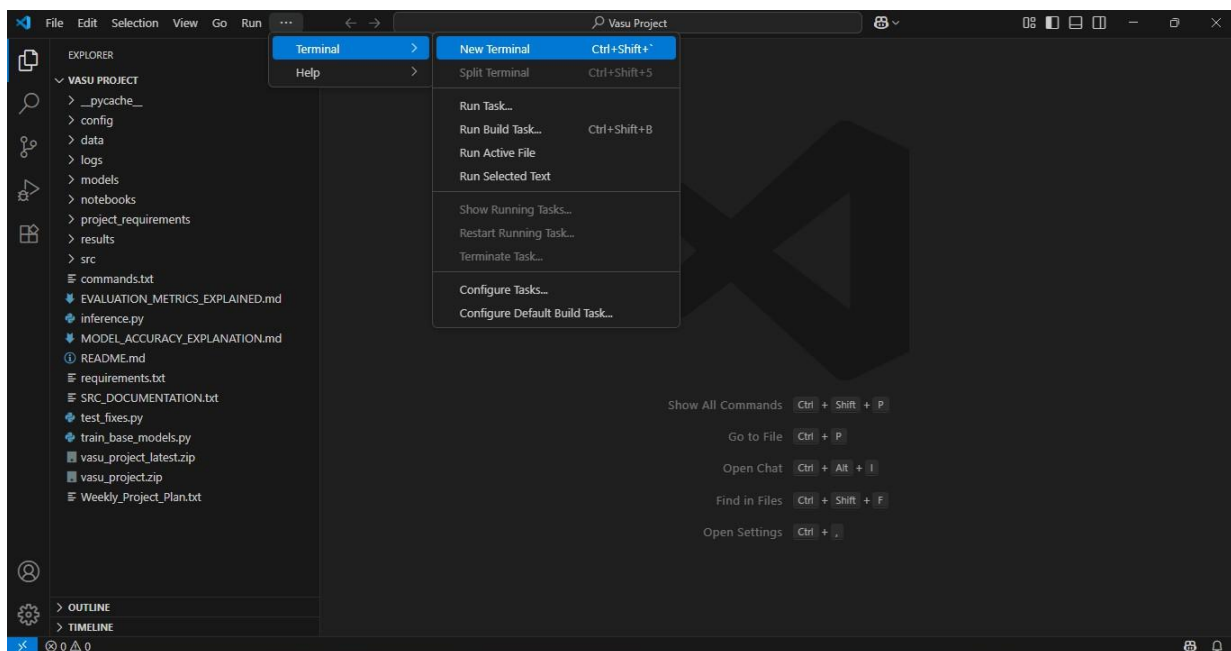 File Edit Selection View Go Run ... Vasu Project
EXPLORER
VASU PROJECT
__pycache__
config
data
logs
models
notebooks
project_requirements
results
src
commands.txt
EVALUATION_METRICS_EXPLAINED.md
inference.py
MODEL_ACCURACY_EXPLANATION.md
README.md
requirements.txt
SRC_DOCUMENTATION.txt
test_fixes.py
train_base_models.py
vasu_project_latest.zip
vasu_project.zip
Weekly_Project_Plan.txt
OUTLINE
TIMELINE
Terminal
Help
New Terminal Ctrl+Shift+`
Split Terminal Ctrl+Shift+5
Run Task...
Run Build Task... Ctrl+Shift+B
Run Active File
Run Selected Text
Show Running Tasks...
Restart Running Task...
Terminate Task...
Configure Tasks...
Configure Default Build Task...
Show All Commands Ctrl + Shift + P
Go to File Ctrl + P
Open Chat Ctrl + Alt + I
Find in Files Ctrl + Shift + F
Open Settings Ctrl + ,
0 0